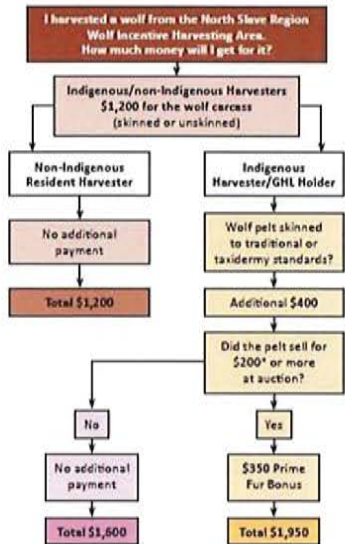 I harvested a wolf from the North Slave Region
Wolf Incentive Harvesting Area.
How much money will I get for it?
Indigenous/non-Indigenous Harvesters
$1,200 for the wolf carcass
(skinned or unskinned)
Non-Indigenous
Resident Harvester
Indigenous
Harvester/GHL Holder
No additional
payment
Wolf pelt skinned
to traditional or
taxidermy standards?
Total $1,200
Additional $400
Did the pelt sell for
$200* or more
at auction?
No
Yes
No additional
payment
$350 Prime
Fur Bonus
Total $1,600
Total $1,950